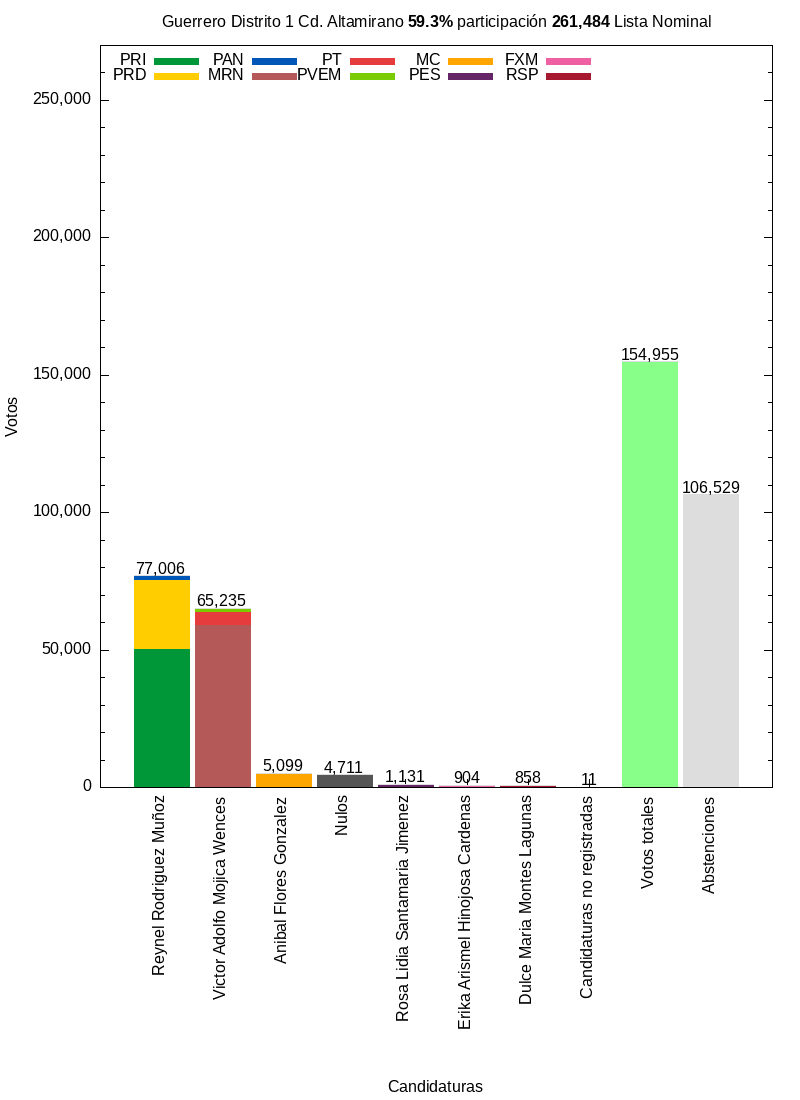 Guerrero Distrito 1 Cd. Altamirano 59.3% participación 261,484 Lista Nominal
PRI PAN PT MC FXM
PRD MRN PVEM PES RSP
250,000
200,000
150,000
100,000
50,000
0
Votos
77,006
65,235
5,099
4,711
1,131
904
858
11
154,955
106,529
Reynel Rodriguez Muñoz
Victor Adolfo Mojica Wences
Anibal Flores Gonzalez
Nulos
Rosa Lidia Santamaria Jimenez
Erika Arismel Hinojosa Cardenas
Dulce Maria Montes Lagunas
Candidaturas no registradas
Votos totales
Abstenciones
Candidaturas